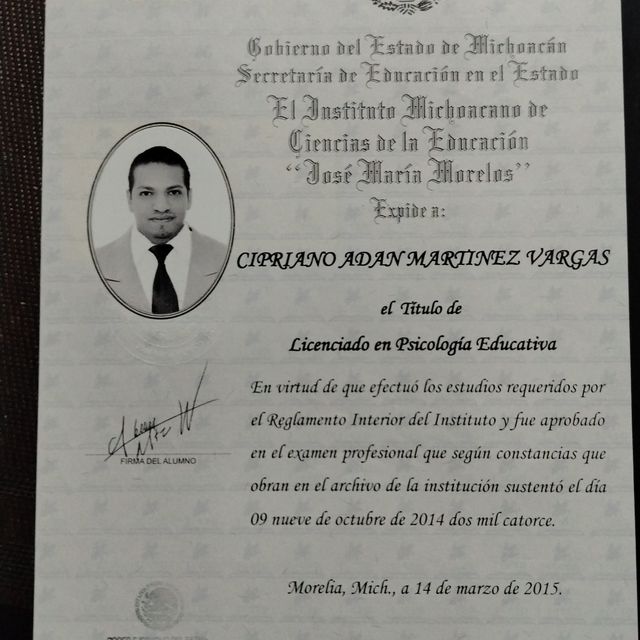 Gobierno del Estado de Michoacán
Secretaría de Educación en el Estado
El Instituto Michoacano de
Ciencias de la Educación
“José María Morelos”
Expide a:
CIPRIANO ADAN MARTINEZ VARGAS
el Título de
Licenciado en Psicología Educativa
En virtud de que efectuó los estudios requeridos por
el Reglamento Interior del Instituto y fue aprobado
en el examen profesional que según constancias que
obran en el archivo de la institución sustentó el día
09 nueve de octubre de 2014 dos mil catorce.
FIRMA DEL ALUMNO
Morelia, Mich., a 14 de marzo de 2015.